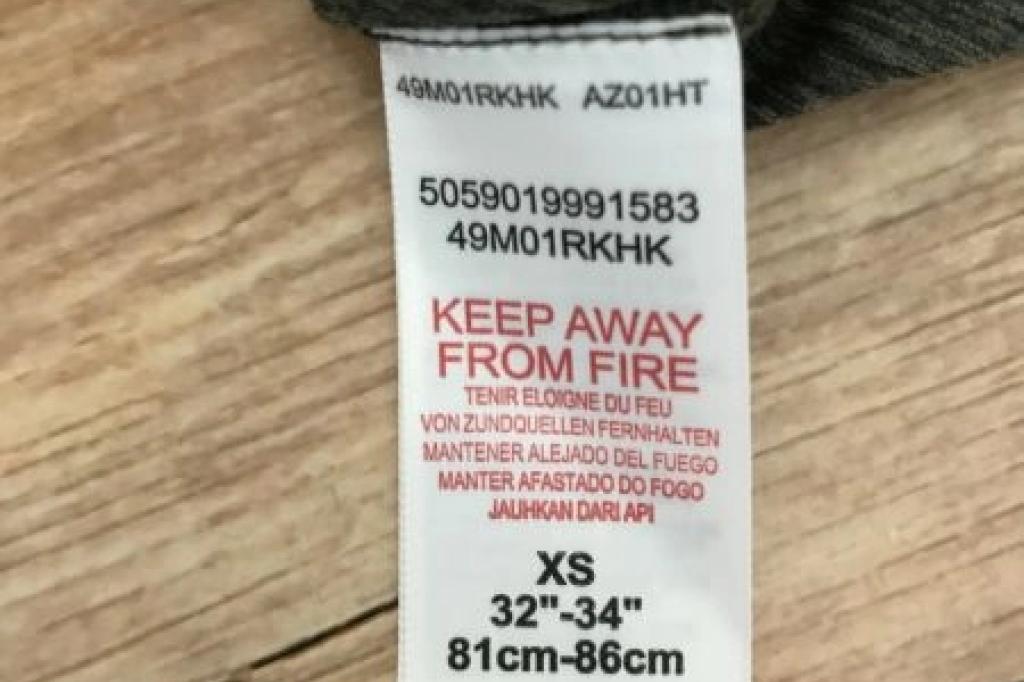 49M01RKHK AZ01HT
5059019991583
49M01RKHK
KEEP AWAY
FROM FIRE
TENIR ELOIGNE DU FEU
VON ZUNDQUELLEN FERNHALTEN
MANTENER ALEJADO DEL FUEGO
MANTER AFASTADO DO FOGO
JAUHKAN DARI API
XS
32"-34"
81cm-86cm